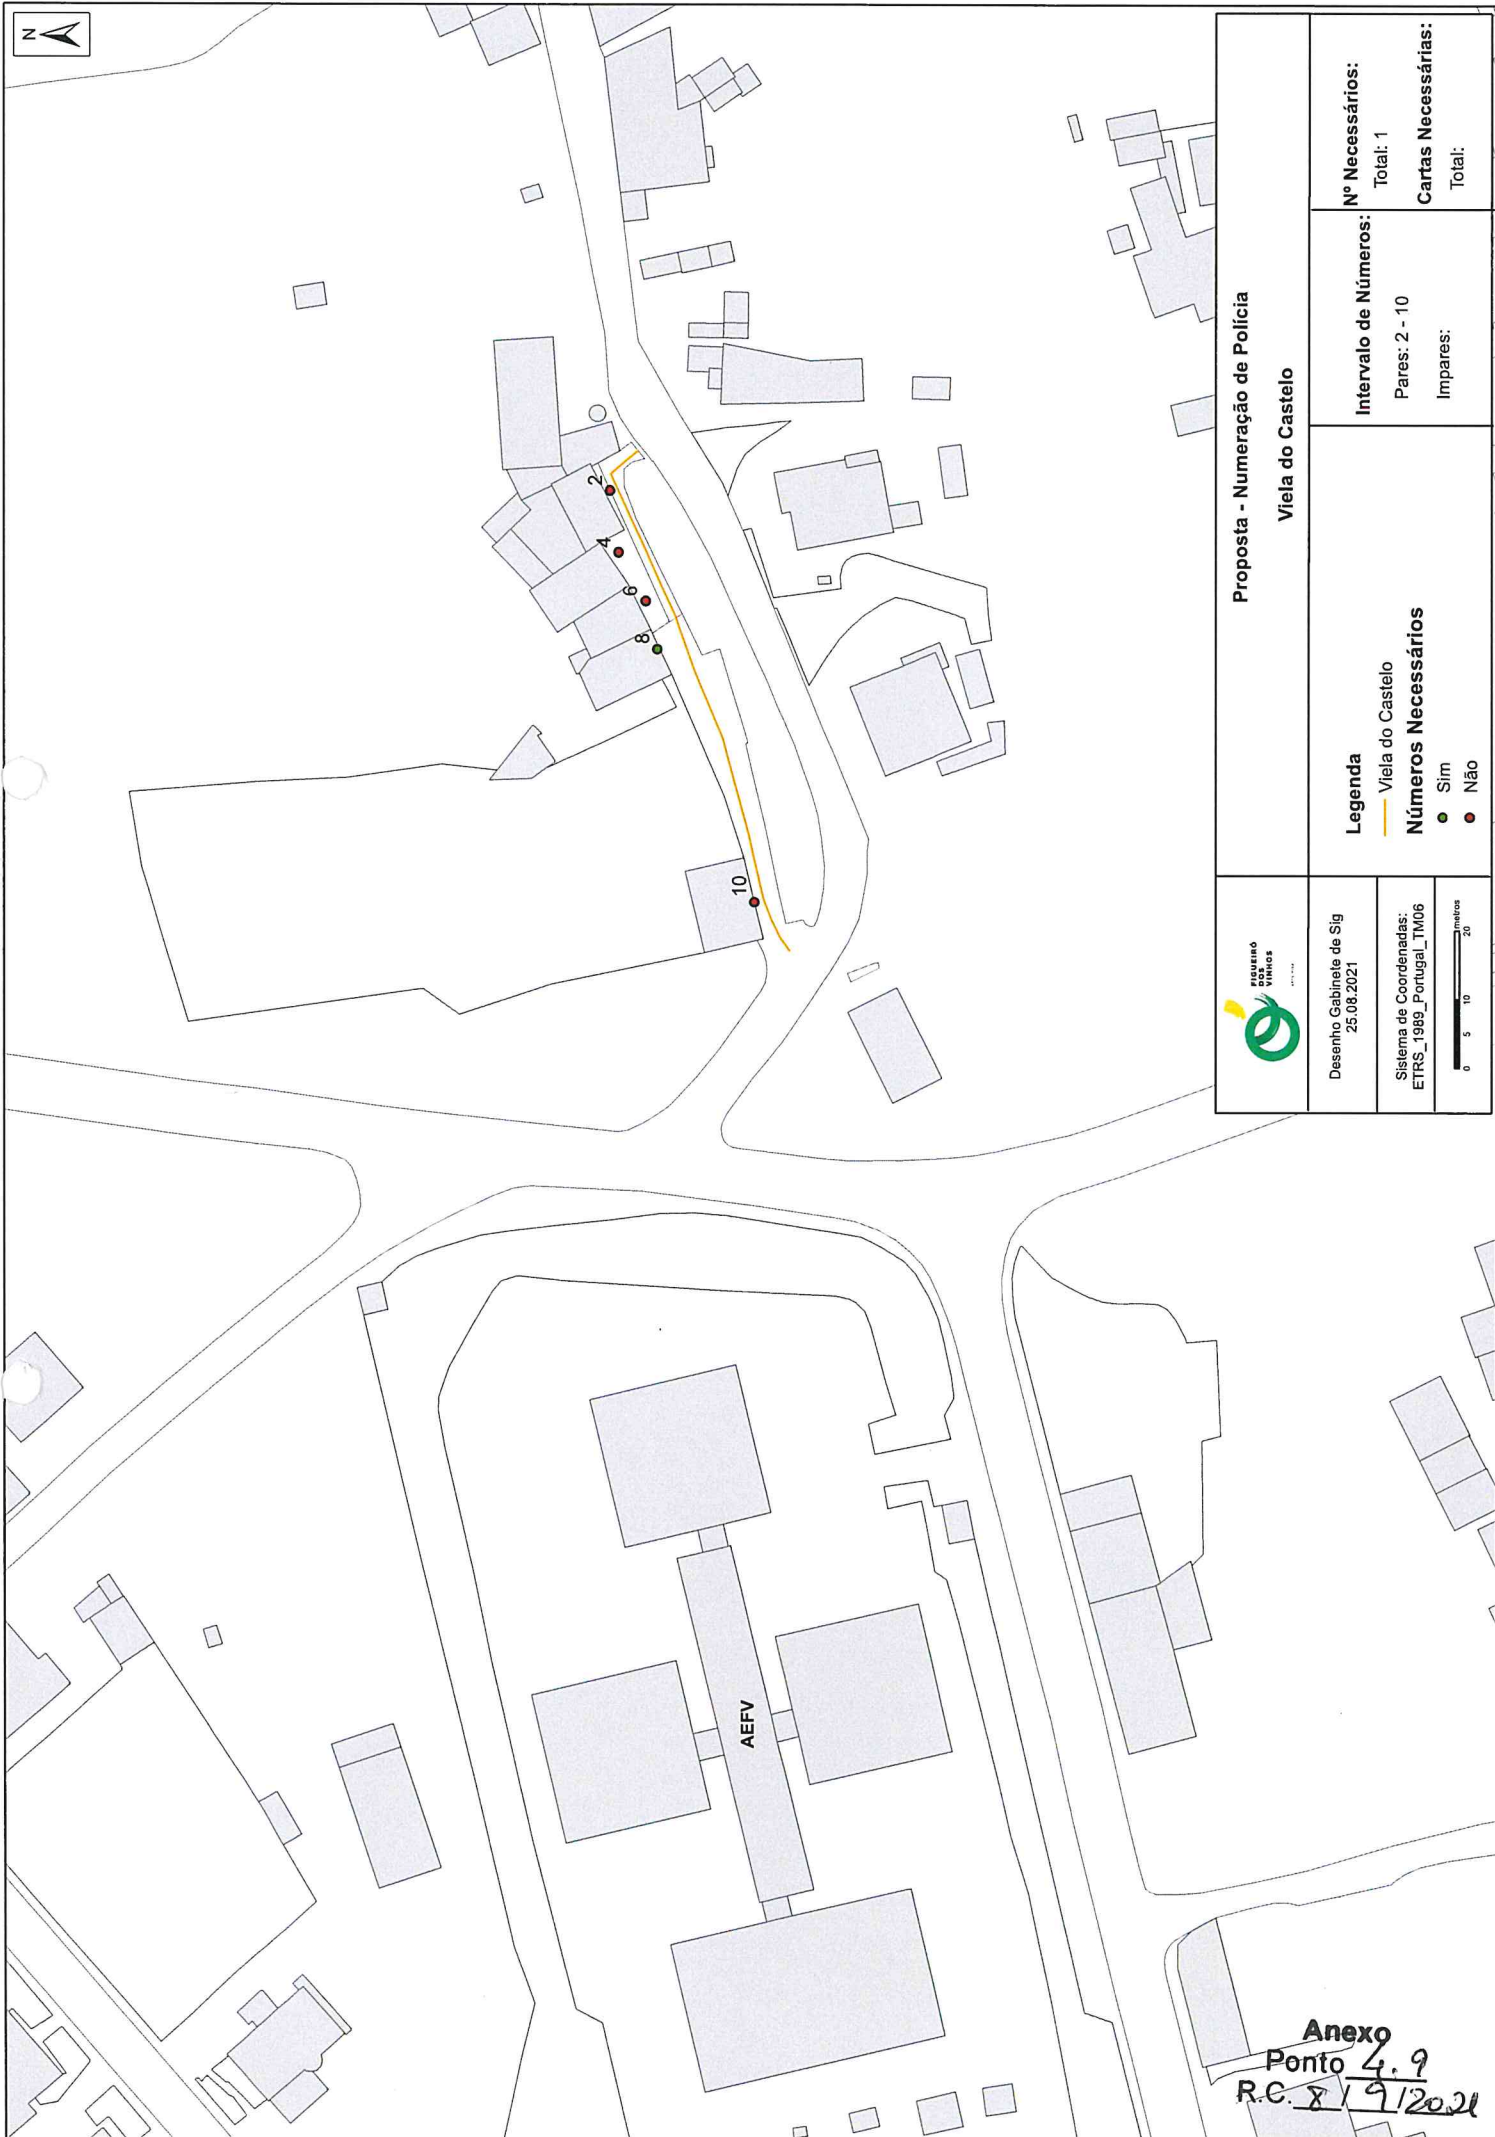 N
2
4
6
8
10
AEFV
Proposta - Numeração de Polícia
Viela do Castelo
FIGUEIRÓ
DOS
VINHOS
Desenho Gabinete de Sig
25.08.2021
Sistema de Coordenadas:
ETRS_1989_Portugal_TM06
0 5 10 20 metros
Legenda
Viela do Castelo
Números Necessários
Sim
Não
Intervalo de Números:
Pares: 2 - 10
Impares:
Nº Necessários:
Total: 1
Cartas Necessárias:
Total:
Anexo
Ponto 4.9
R.C. 8/9/2021